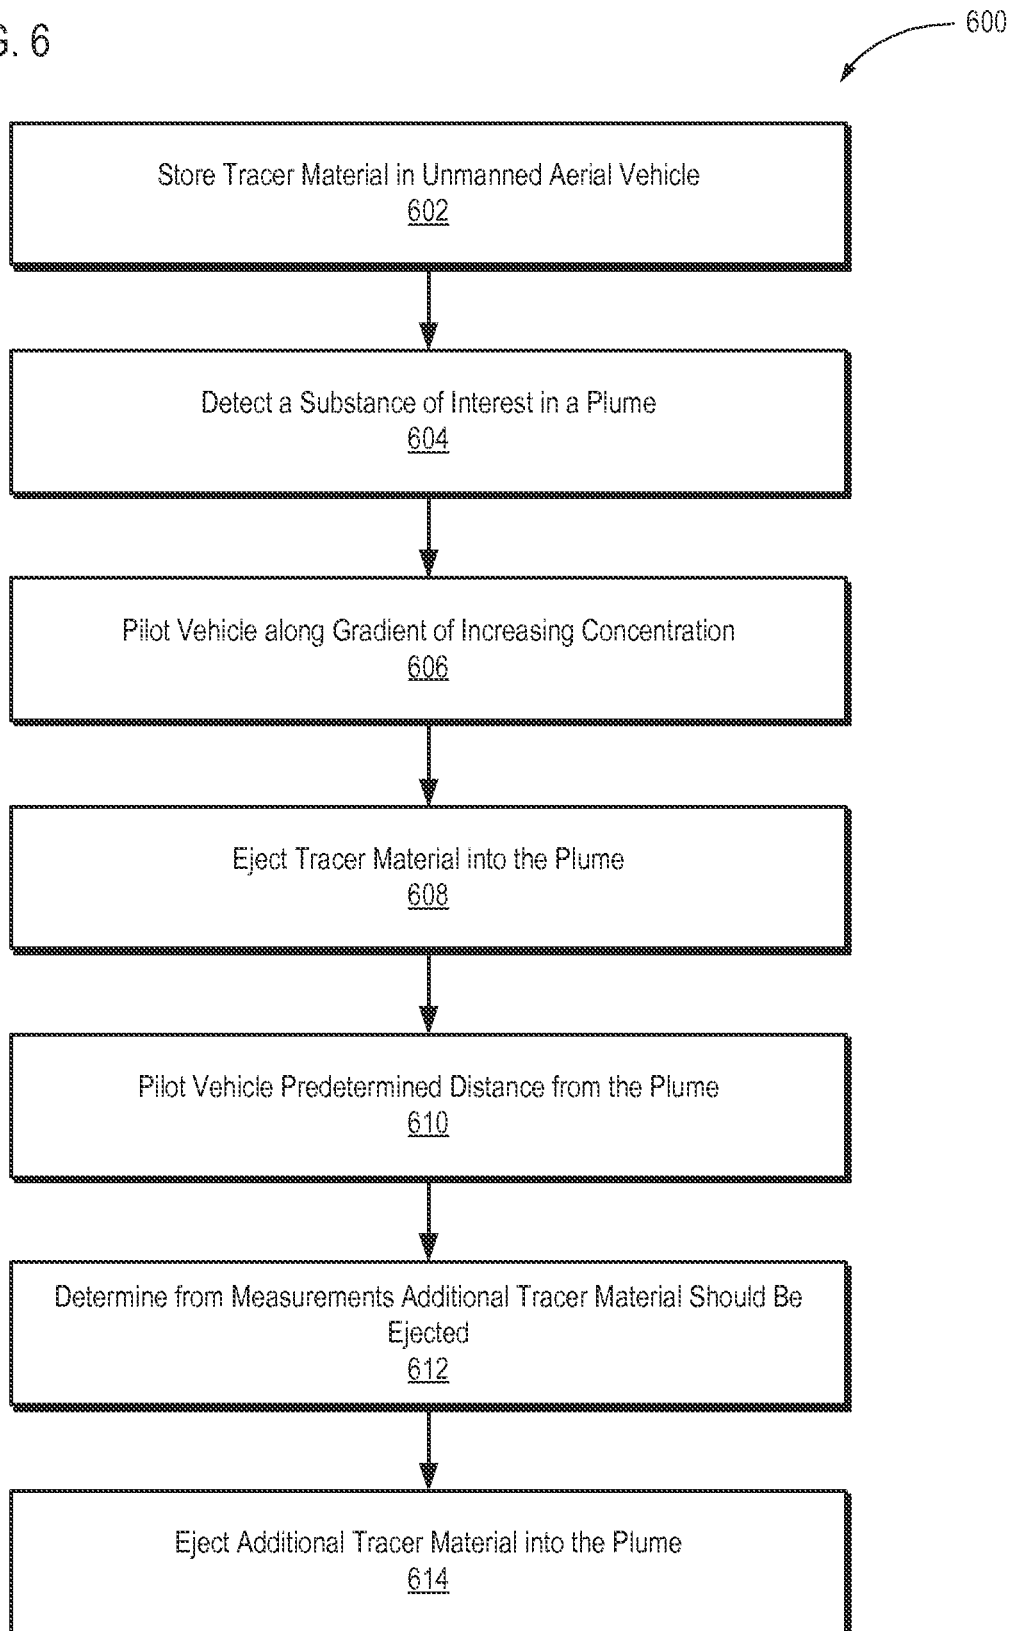 G. 6
600
Store Tracer Material in Unmanned Aerial Vehicle
602
Detect a Substance of Interest in a Plume
604
Pilot Vehicle along Gradient of Increasing Concentration
606
Eject Tracer Material into the Plume
608
Pilot Vehicle Predetermined Distance from the Plume
610
Determine from Measurements Additional Tracer Material Should Be
Ejected
612
Eject Additional Tracer Material into the Plume
614